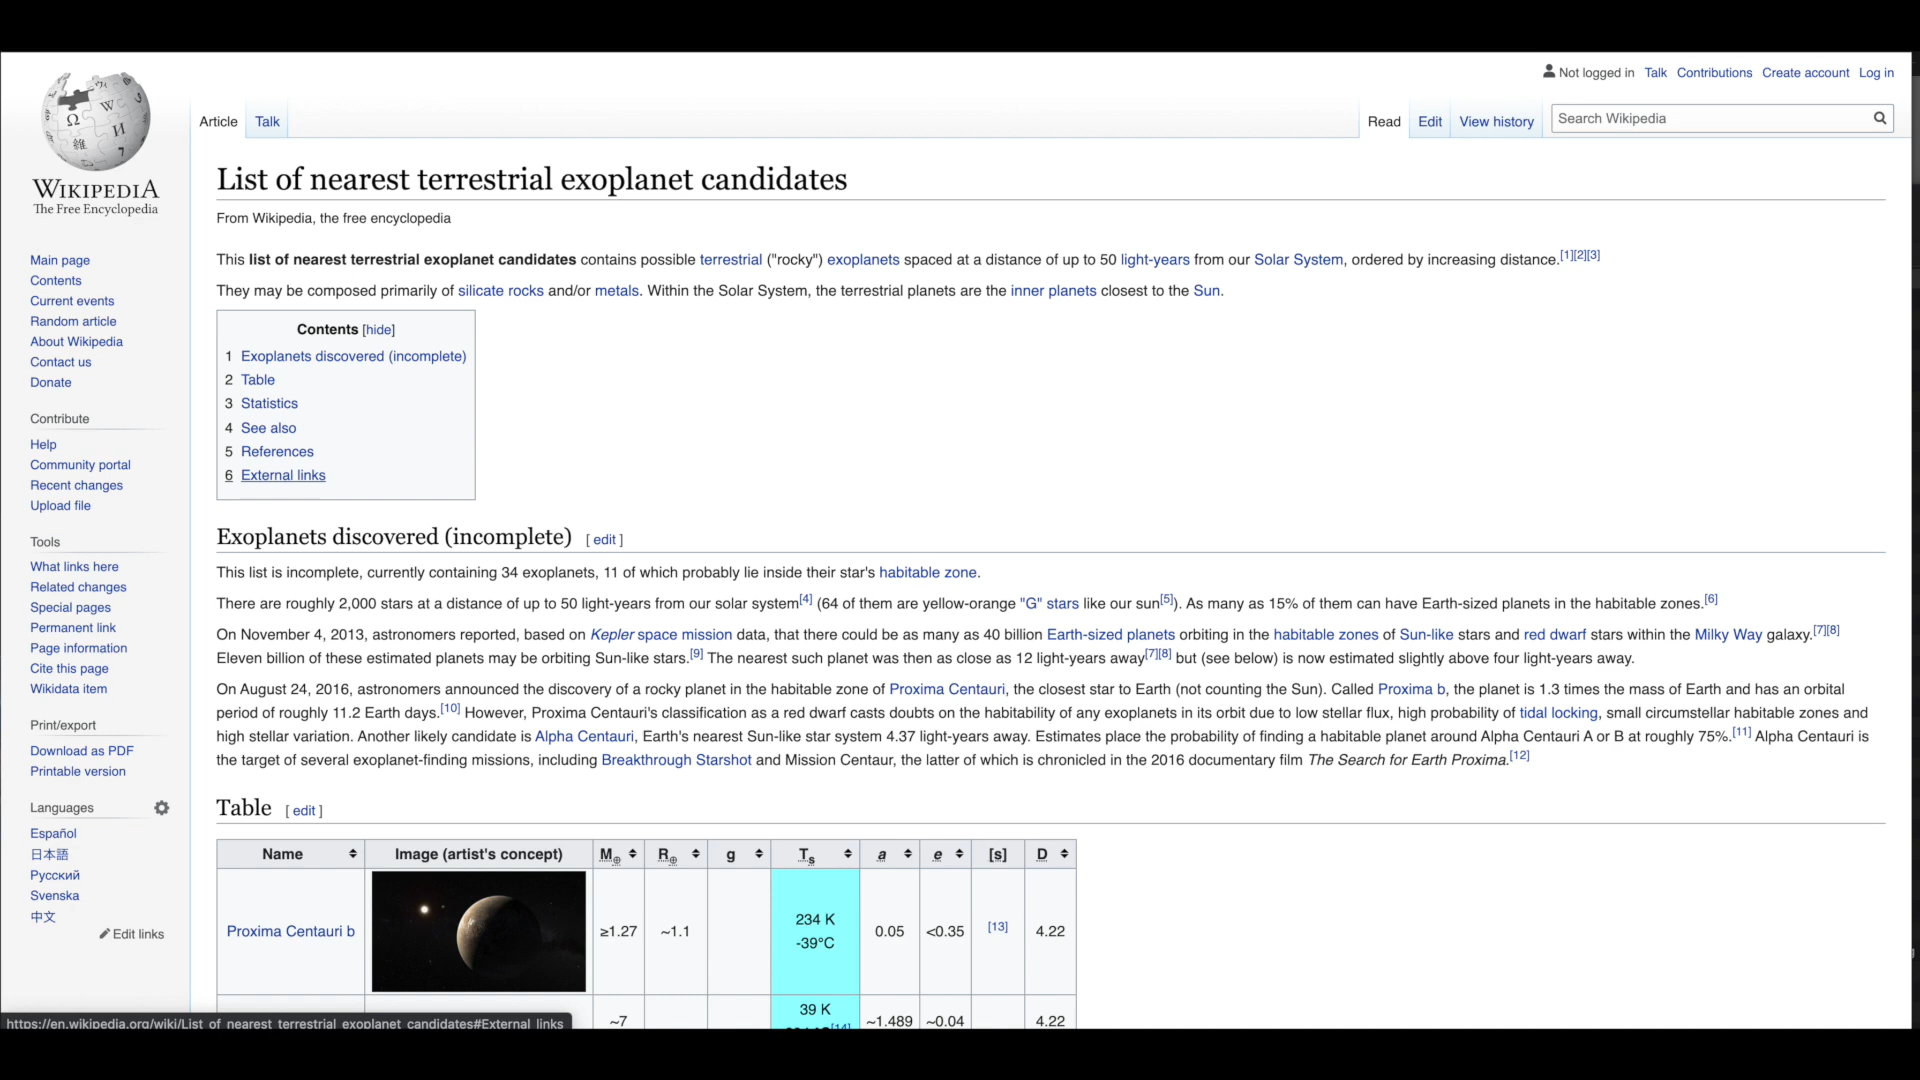 Not logged in Talk Contributions Create account Log in
Article Talk
Read Edit View history Search Wikipedia
WIKIPEDIA
The Free Encyclopedia
Main page
Contents
Current events
Random article
About Wikipedia
Contact us
Donate
Contribute
Help
Community portal
Recent changes
Upload file
Tools
What links here
Related changes
Special pages
Permanent link
Page information
Cite this page
Wikidata item
Print/export
Download as PDF
Printable version
Languages
Español
日本語
Русский
Svenska
中文
Edit links
List of nearest terrestrial exoplanet candidates
From Wikipedia, the free encyclopedia
This list of nearest terrestrial exoplanet candidates contains possible terrestrial ("rocky") exoplanets spaced at a distance of up to 50 light-years from our Solar System, ordered by increasing distance.[1][2][3]
They may be composed primarily of silicate rocks and/or metals. Within the Solar System, the terrestrial planets are the inner planets closest to the Sun.
Contents [hide]
1 Exoplanets discovered (incomplete)
2 Table
3 Statistics
4 See also
5 References
6 External links
Exoplanets discovered (incomplete) [ edit ]
This list is incomplete, currently containing 34 exoplanets, 11 of which probably lie inside their star's habitable zone.
There are roughly 2,000 stars at a distance of up to 50 light-years from our solar system[4] (64 of them are yellow-orange "G" stars like our sun[5]). As many as 15% of them can have Earth-sized planets in the habitable zones.[6]
On November 4, 2013, astronomers reported, based on Kepler space mission data, that there could be as many as 40 billion Earth-sized planets orbiting in the habitable zones of Sun-like stars and red dwarf stars within the Milky Way galaxy.[7][8]
Eleven billion of these estimated planets may be orbiting Sun-like stars.[9] The nearest such planet was then as close as 12 light-years away[7][8] but (see below) is now estimated slightly above four light-years away.
On August 24, 2016, astronomers announced the discovery of a rocky planet in the habitable zone of Proxima Centauri, the closest star to Earth (not counting the Sun). Called Proxima b, the planet is 1.3 times the mass of Earth and has an orbital
period of roughly 11.2 Earth days.[10] However, Proxima Centauri's classification as a red dwarf casts doubts on the habitability of any exoplanets in its orbit due to low stellar flux, high probability of tidal locking, small circumstellar habitable zones and
high stellar variation. Another likely candidate is Alpha Centauri, Earth's nearest Sun-like star system 4.37 light-years away. Estimates place the probability of finding a habitable planet around Alpha Centauri A or B at roughly 75%.[11] Alpha Centauri is
the target of several exoplanet-finding missions, including Breakthrough Starshot and Mission Centaur, the latter of which is chronicled in the 2016 documentary film The Search for Earth Proxima.[12]
Table [ edit ]
Name Image (artist's concept) M⊕ R⊕ g Ts a e [s] D
Proxima Centauri b ≥1.27 ~1.1 234 K 0.05 <0.35 [13] 4.22
-39°C
39 K
~7 ~1.489 ~0.04 4.22
https://en.wikipedia.org/wiki/List_of_nearest_terrestrial_exoplanet_candidates#External_links